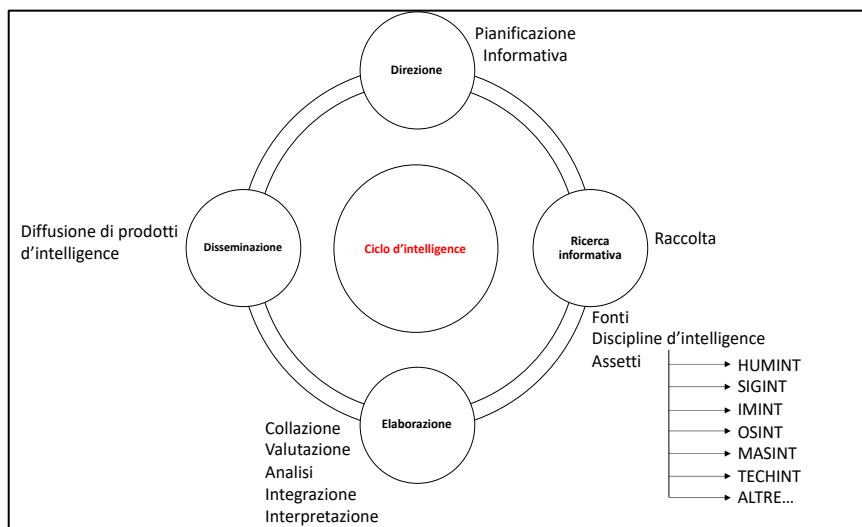 Pianificazione
Informativa
Direzione
Diffusione di prodotti
d'intelligence
Disseminazione
Ciclo d'intelligence
Ricerca
informativa
Raccolta
Fonti
Discipline d'intelligence
Assetti
HUMINT
SIGINT
IMINT
OSINT
MASINT
TECHINT
ALTRE...
Elaborazione
Collazione
Valutazione
Analisi
Integrazione
Interpretazione